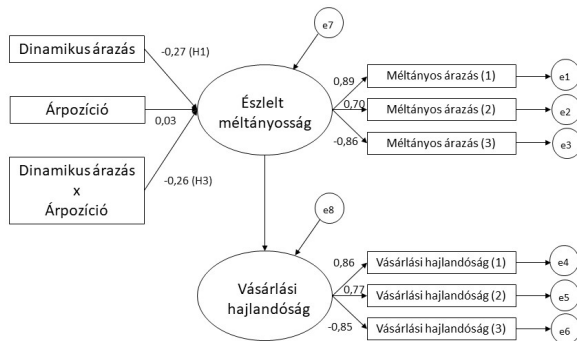 Dinamikus árazás
Árpozíció
Dinamikus árazás
x
Árpozíció
-0,27 (H1)
0,03
-0,26 (H3)
e7
Észlelt
méltányosság
0,89
0,70
-0,86
Méltányos árazás (1)
Méltányos árazás (2)
Méltányos árazás (3)
e1
e2
e3
e8
Vásárlási
hajlandóság
0,86
0,77
-0,85
Vásárlási hajlandóság (1)
Vásárlási hajlandóság (2)
Vásárlási hajlandóság (3)
e4
e5
e6